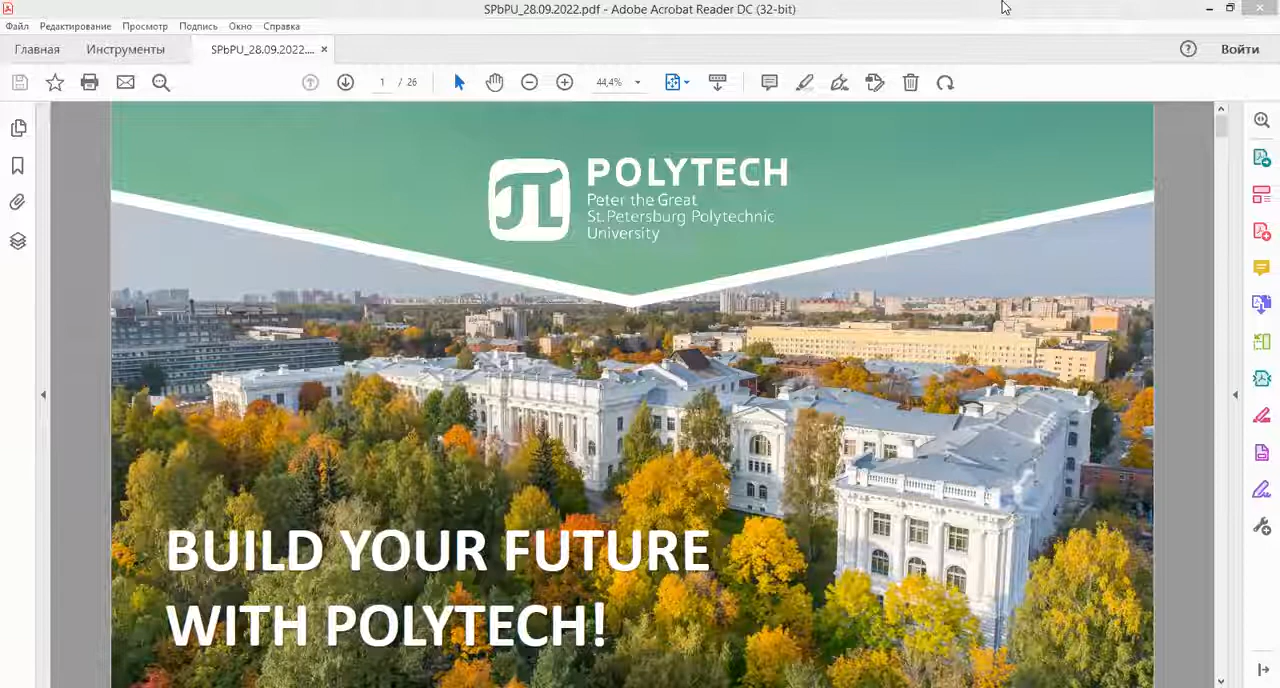 SPbPU_28.09.2022.pdf - Adobe Acrobat Reader DC (32-bit)
Файл Редактирование Просмотр Подпись Окно Справка
Главная Инструменты SPbPU_28.09.2022.... × Войти
1 / 26 44,4%
POLYTECH
Peter the Great
St.Petersburg Polytechnic
University
BUILD YOUR FUTURE
WITH POLYTECH!